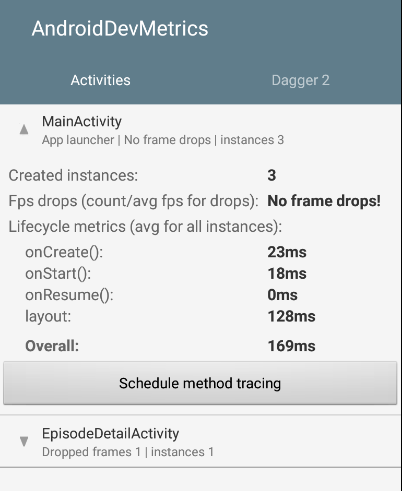 AndroidDevMetrics
Activities Dagger 2
MainActivity
App launcher | No frame drops | instances 3
Created instances: 3
Fps drops (count/avg fps for drops): No frame drops!
Lifecycle metrics (avg for all instances):
onCreate(): 23ms
onStart(): 18ms
onResume(): 0ms
layout: 128ms
Overall: 169ms
Schedule method tracing
EpisodeDetailActivity
Dropped frames 1 | instances 1